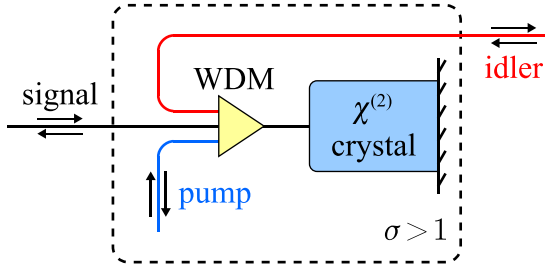 WDM
idler
signal
χ(2)
crystal
pump
σ > 1